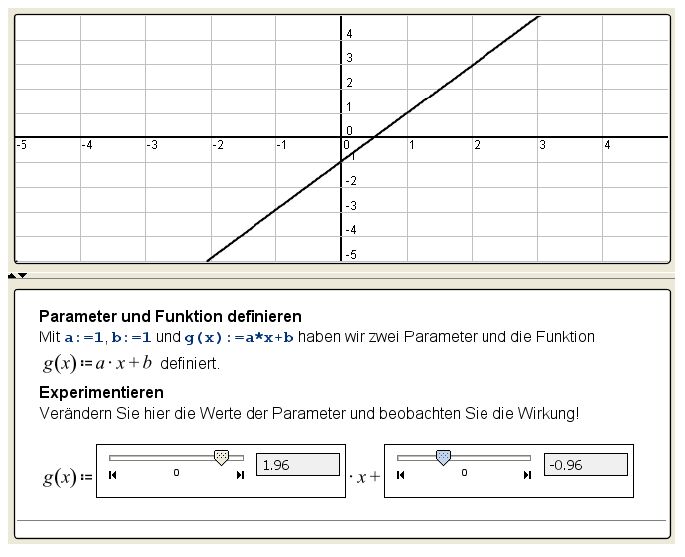 4
3
2
1
0
-5 -4 -3 -2 -1 0 1 2 3 4
-1
-2
-3
-4
-5
Parameter und Funktion definieren
Mit a:=1, b:=1 und g(x):=a*x+b haben wir zwei Parameter und die Funktion
g(x):=a·x+b definiert.
Experimentieren
Verändern Sie hier die Werte der Parameter und beobachten Sie die Wirkung!
g(x):= 0 1.96 ·x+ 0 -0.96